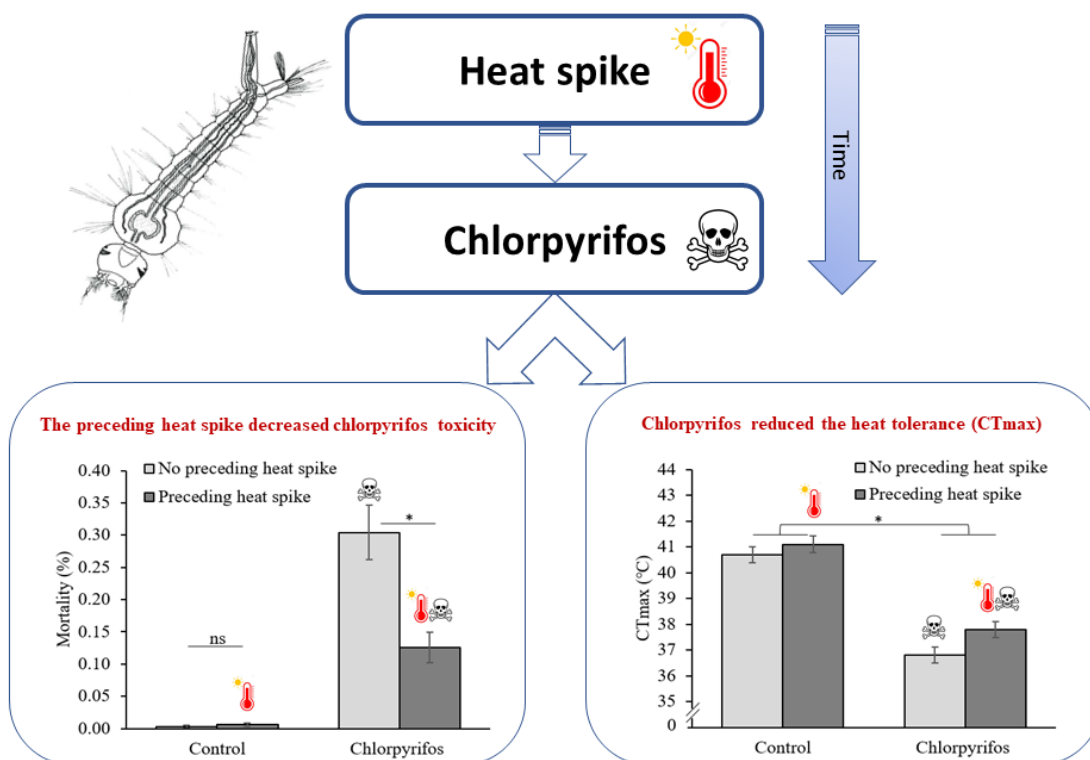 Heat spike
Time
Chlorpyrifos
The preceding heat spike decreased chlorpyrifos toxicity
No preceding heat spike
Preceding heat spike
Mortality (%)
0.40
0.35
0.30
0.25
0.20
0.15
0.10
0.05
0.00
ns
*
Control
Chlorpyrifos
Chlorpyrifos reduced the heat tolerance (CTmax)
No preceding heat spike
Preceding heat spike
CTmax (°C)
44
43
42
41
40
39
38
37
36
35
0
*
Control
Chlorpyrifos